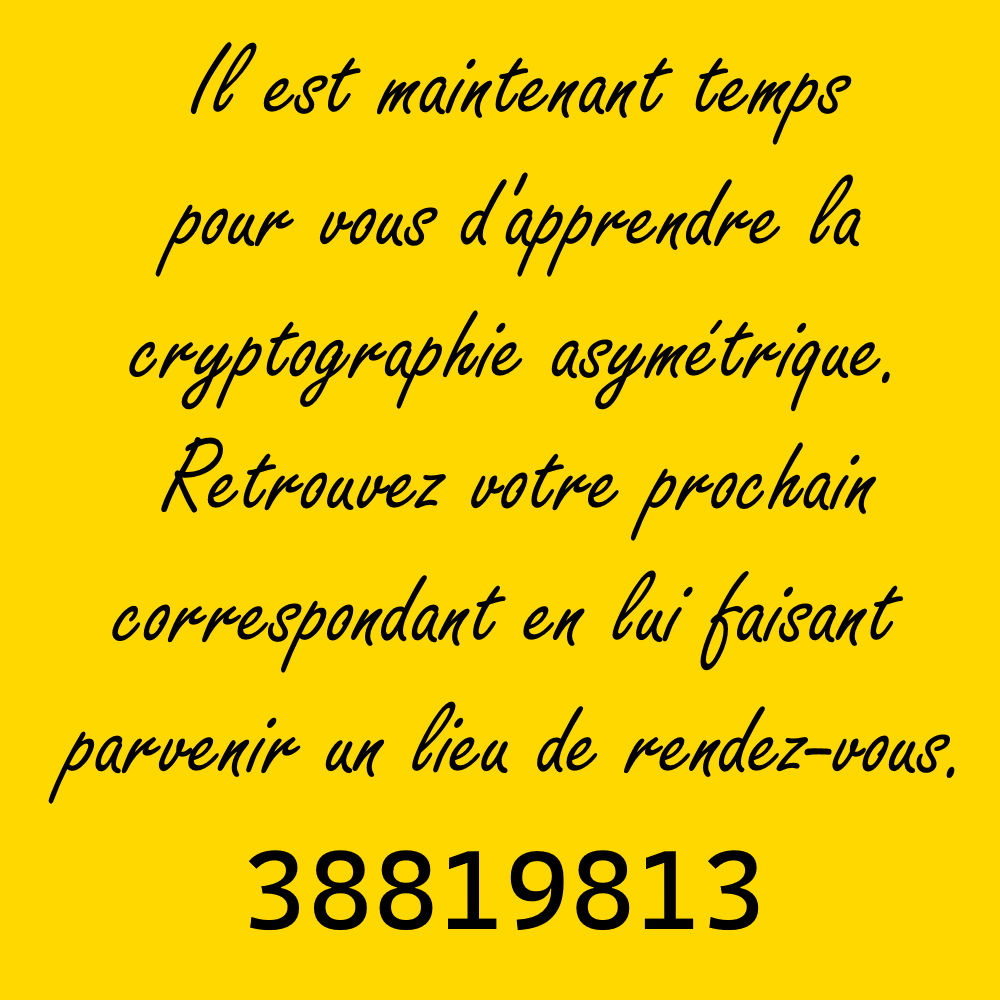 Il est maintenant temps
pour vous d'apprendre la
cryptographie asymétrique.
Retrouvez votre prochain
correspondant en lui faisant
parvenir un lieu de rendez-vous.
38819813